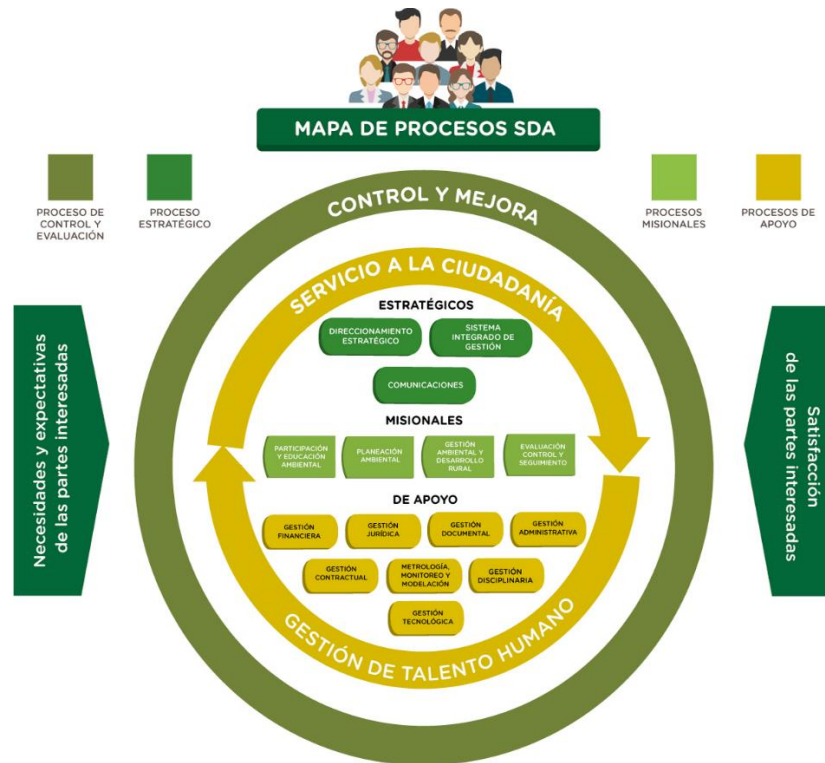 MAPA DE PROCESOS SDA
PROCESO DE
CONTROL Y
EVALUACIÓN
PROCESO
ESTRATÉGICO
PROCESOS
MISIONALES
PROCESOS DE
APOYO
CONTROL Y MEJORA
SERVICIO A LA CIUDADANÍA
Necesidades y expectativas
de las partes interesadas
ESTRATÉGICOS
DIRECCIONAMIENTO
ESTRATÉGICO
SISTEMA
INTEGRADO DE
GESTIÓN
COMUNICACIONES
MISIONALES
PARTICIPACIÓN
Y EDUCACIÓN
AMBIENTAL
PLANEACIÓN
AMBIENTAL
GESTIÓN
AMBIENTAL Y
DESARROLLO
RURAL
EVALUACIÓN
CONTROL Y
SEGUIMIENTO
DE APOYO
GESTIÓN
FINANCIERA
GESTIÓN
JURÍDICA
GESTIÓN
DOCUMENTAL
GESTIÓN
ADMINISTRATIVA
GESTIÓN
CONTRACTUAL
METROLOGÍA,
MONITOREO Y
MODELACIÓN
GESTIÓN
DISCIPLINARIA
GESTIÓN
TECNOLÓGICA
GESTIÓN DE TALENTO HUMANO
Satisfacción
de las partes interesadas